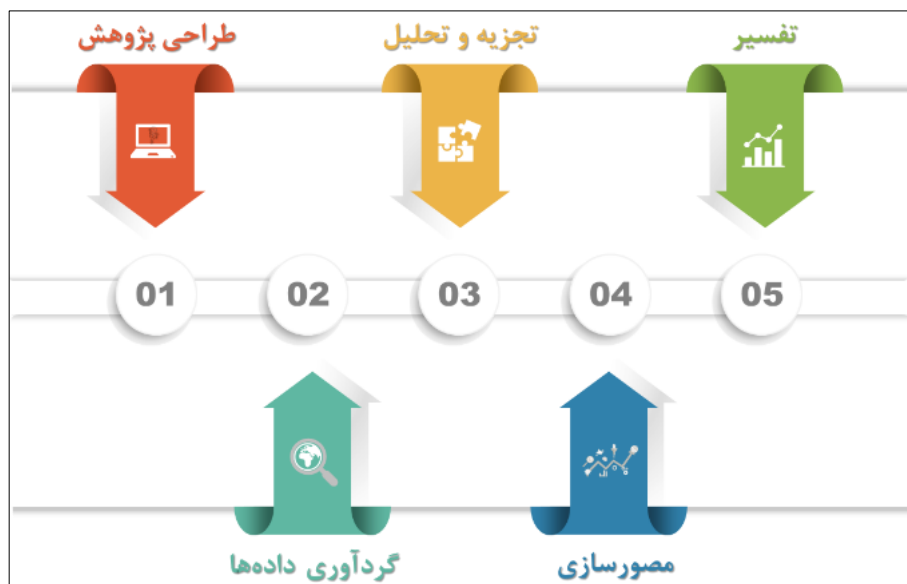 طراحی پژوهش
تجزیه و تحلیل
تفسیر
01
02
03
04
05
گردآوری داده‌ها
مصورسازی